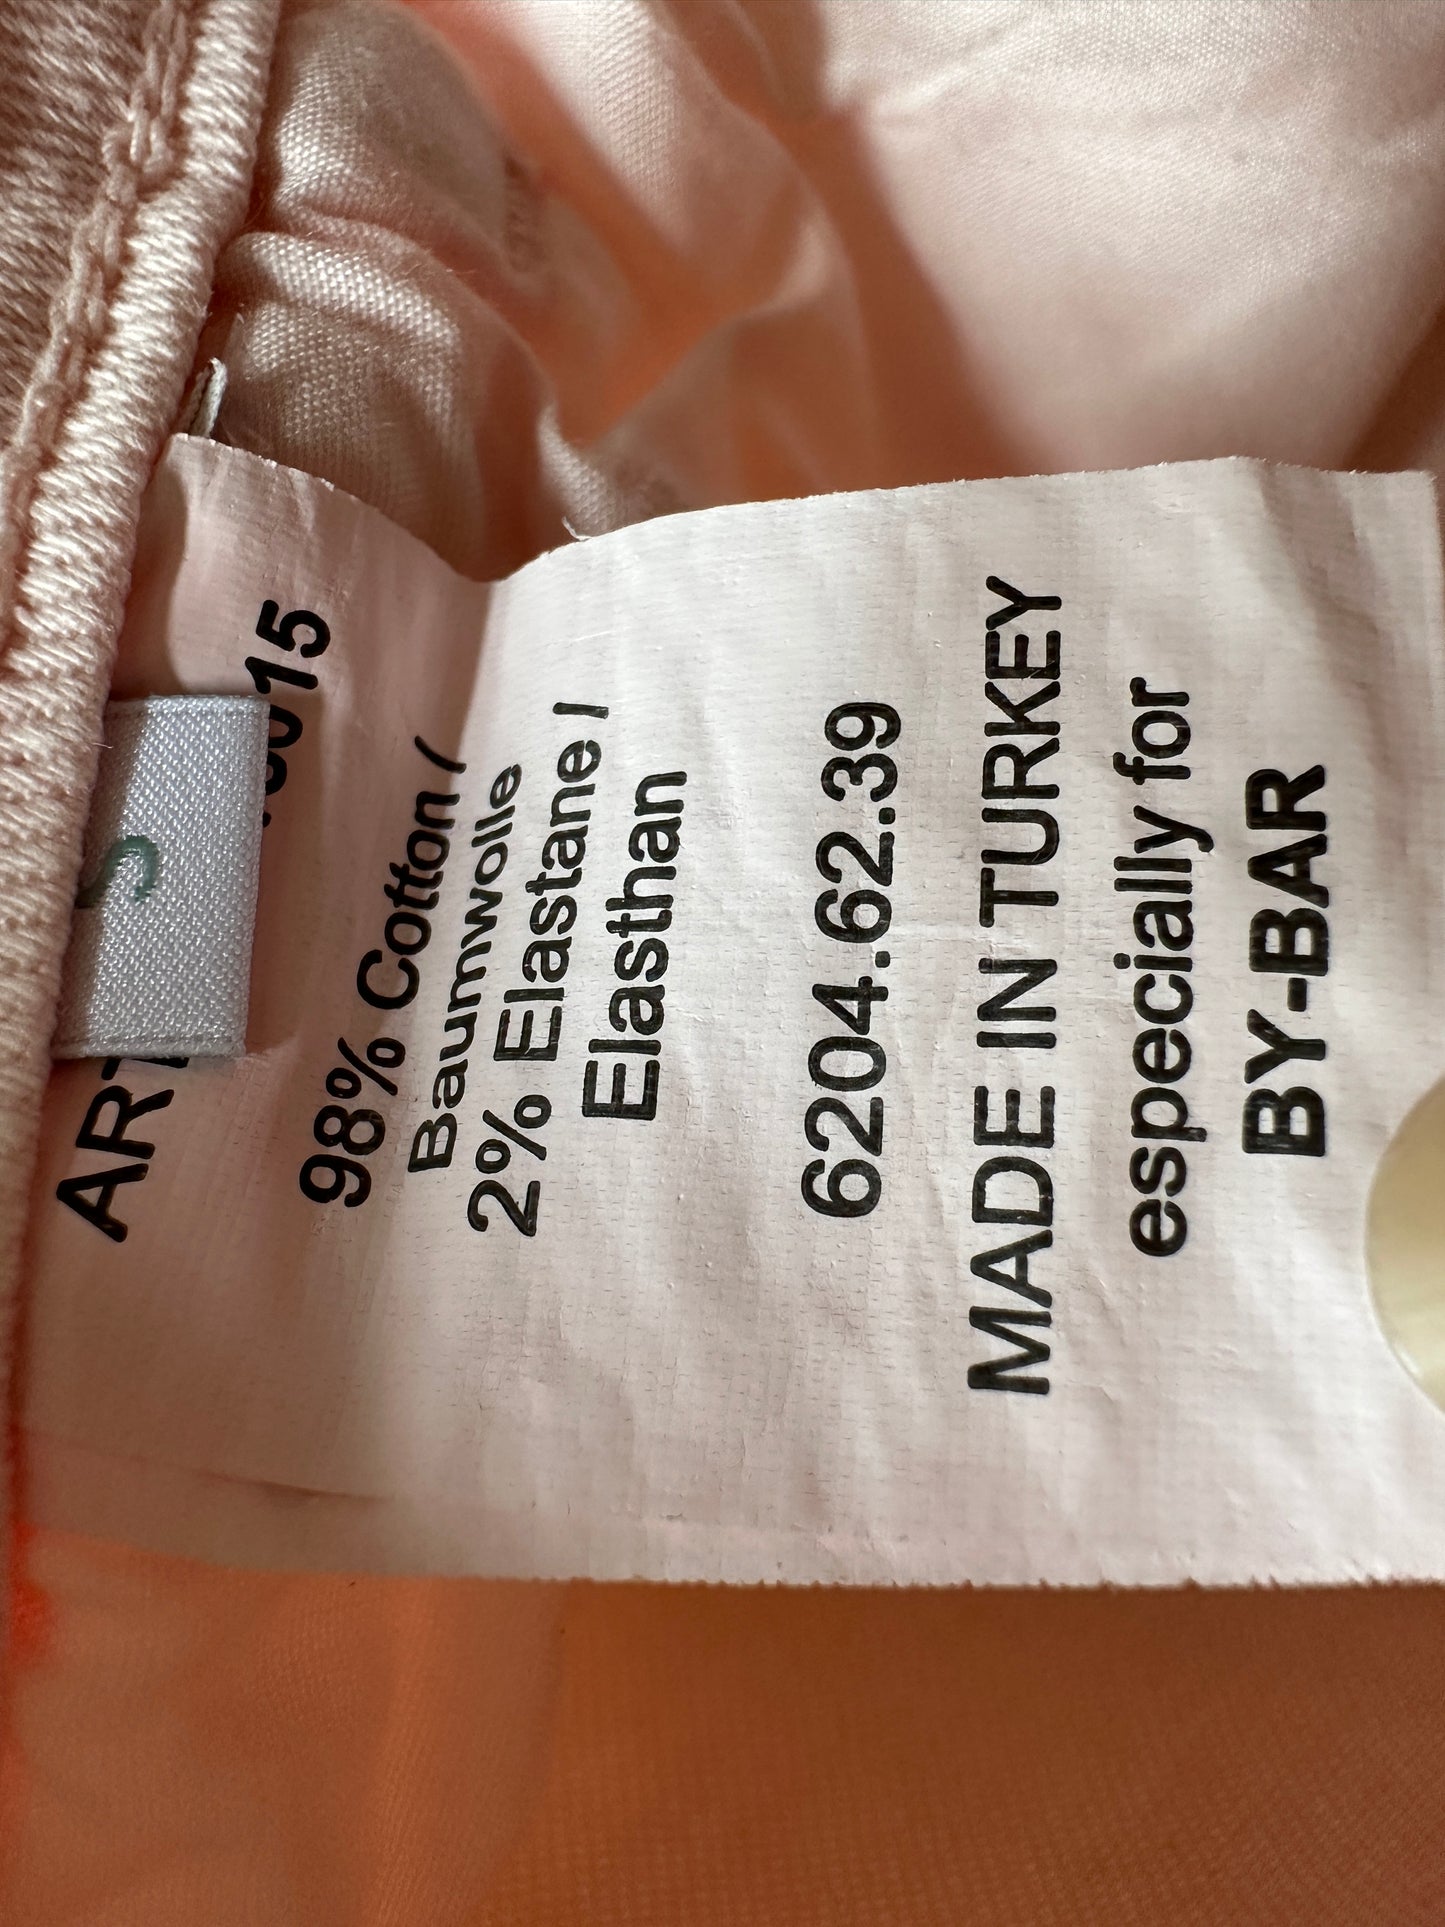 S
98% Cotton /
Baumwolle
2% Elastane /
Elasthan
6204.62.39
MADE IN TURKEY
especially for
BY-BAR